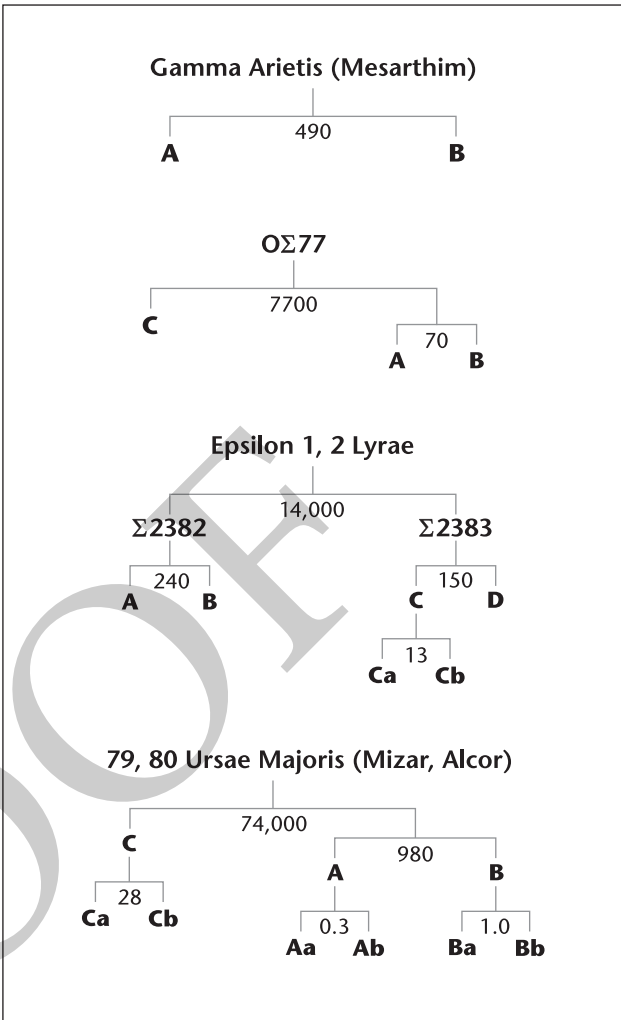 Gamma Arietis (Mesarthim)
490
A B
OΣ77
7700
C
70
A B
Epsilon 1, 2 Lyrae
14,000
Σ2382 Σ2383
240 150
A B C D
13
Ca Cb
79, 80 Ursae Majoris (Mizar, Alcor)
74,000
C
980
A B
28
Ca Cb
0.3 1.0
Aa Ab Ba Bb